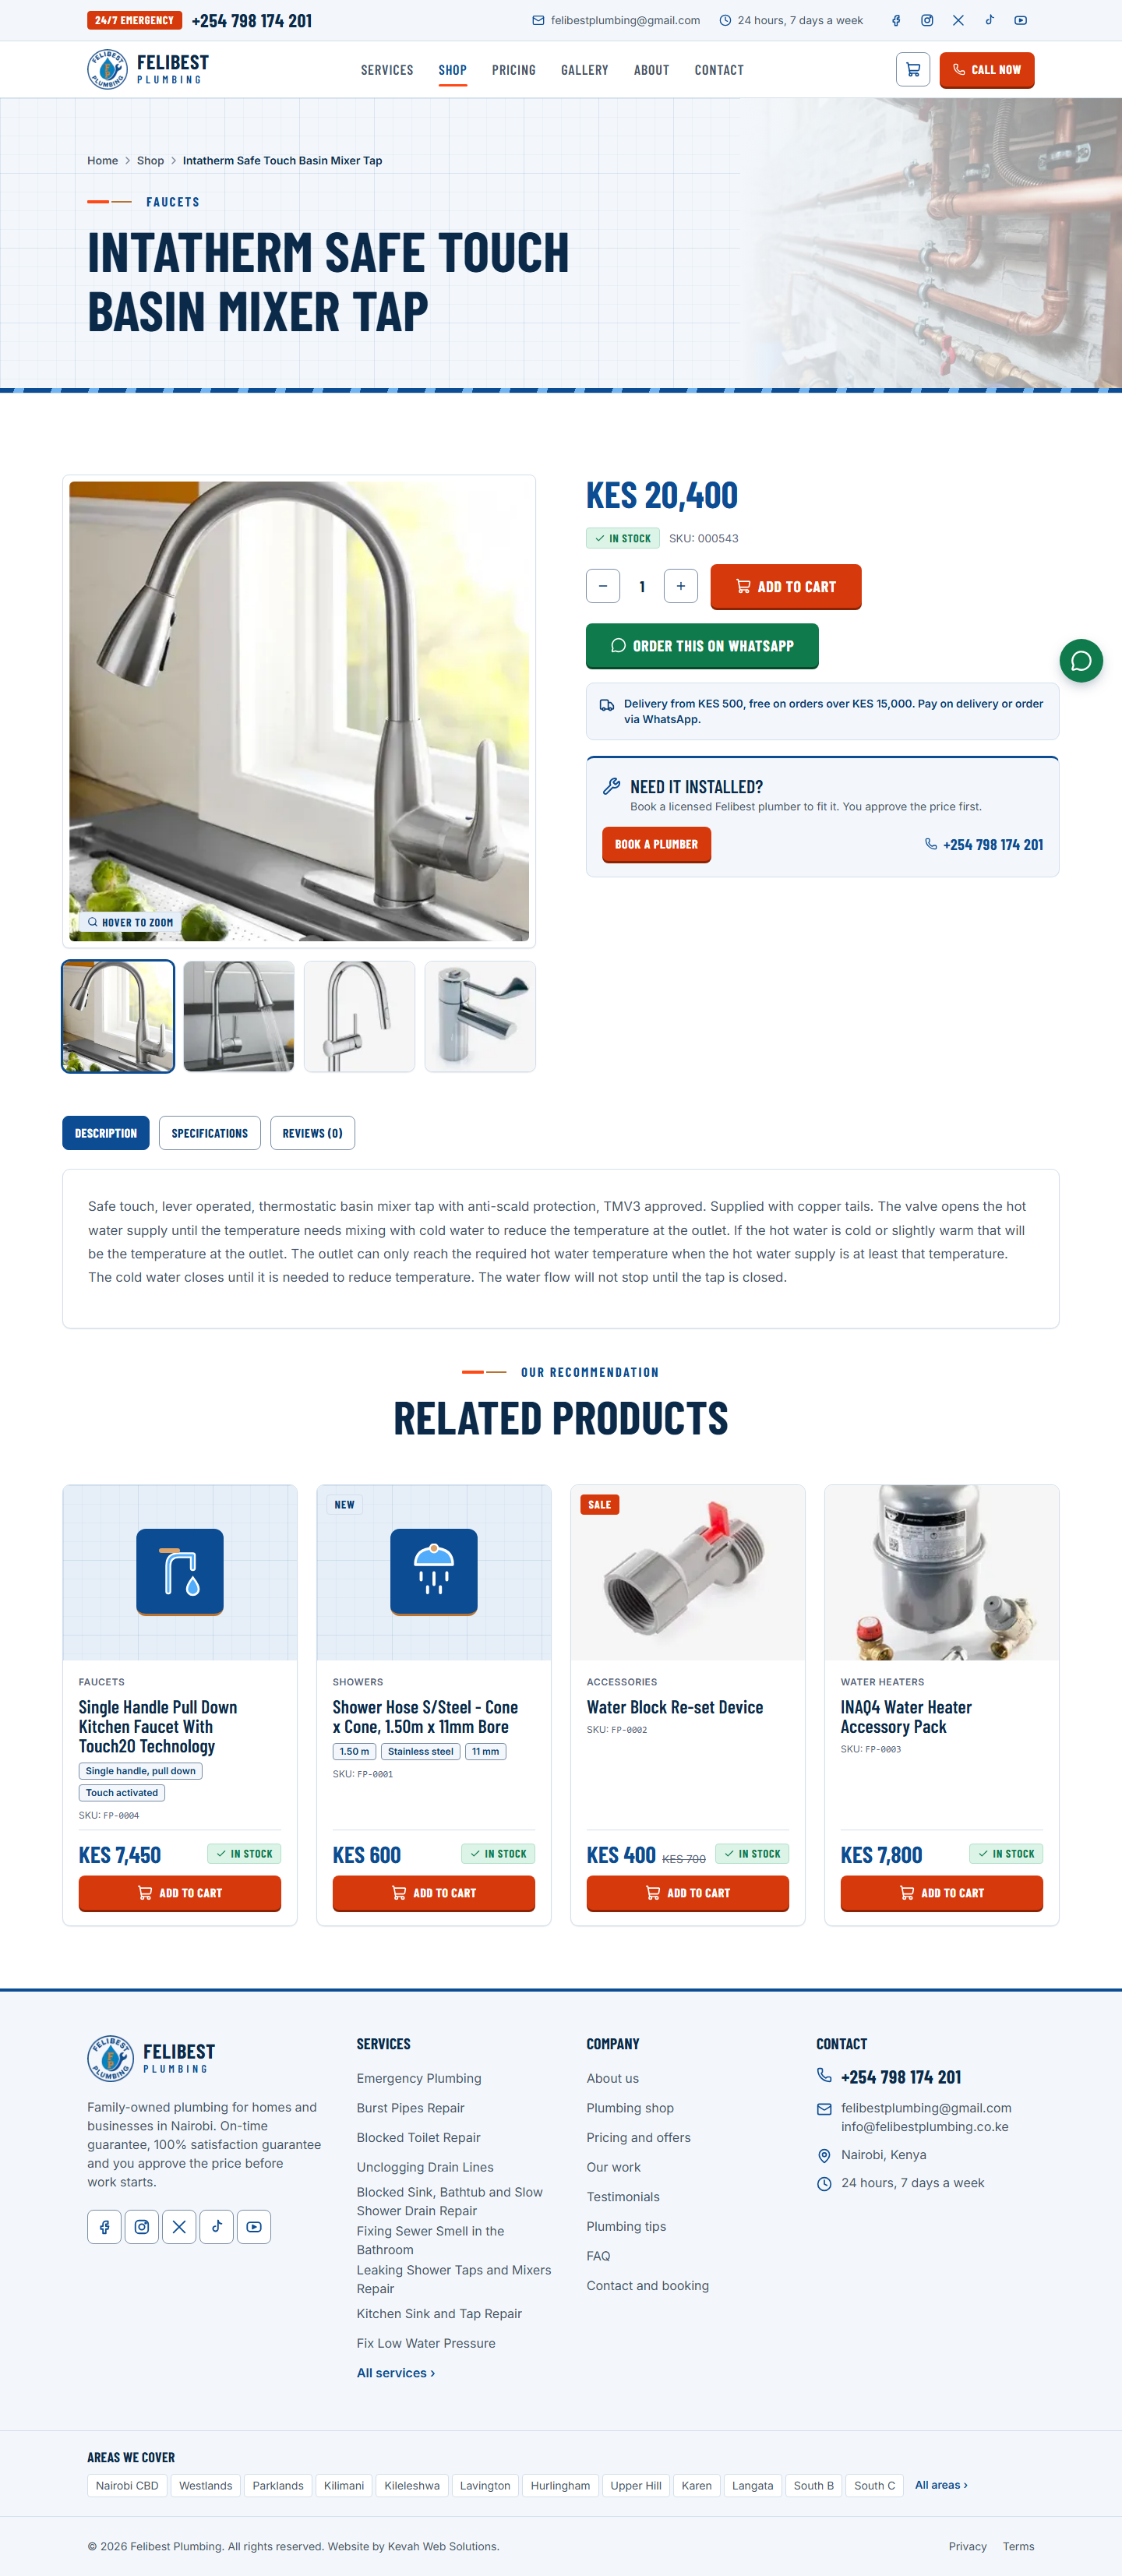 24/7 EMERGENCY +254 798 174 201 felibestplumbing@gmail.com 24 hours, 7 days a week
FELIBEST
PLUMBING
SERVICES SHOP PRICING GALLERY ABOUT CONTACT
CALL NOW
Home > Shop > Intatherm Safe Touch Basin Mixer Tap
FAUCETS
INTATHERM SAFE TOUCH
BASIN MIXER TAP
KES 20,400
IN STOCK SKU: 000543
− 1 + ADD TO CART
ORDER THIS ON WHATSAPP
Delivery from KES 500, free on orders over KES 15,000. Pay on delivery or order
via WhatsApp.
NEED IT INSTALLED?
Book a licensed Felibest plumber to fit it. You approve the price first.
BOOK A PLUMBER +254 798 174 201
HOVER TO ZOOM
DESCRIPTION SPECIFICATIONS REVIEWS (0)
Safe touch, lever operated, thermostatic basin mixer tap with anti-scald protection, TMV3 approved. Supplied with copper tails. The valve opens the hot
water supply until the temperature needs mixing with cold water to reduce the temperature at the outlet. If the hot water is cold or slightly warm that will
be the temperature at the outlet. The outlet can only reach the required hot water temperature when the hot water supply is at least that temperature.
The cold water closes until it is needed to reduce temperature. The water flow will not stop until the tap is closed.
OUR RECOMMENDATION
RELATED PRODUCTS
FAUCETS
Single Handle Pull Down
Kitchen Faucet With
Touch20 Technology
Single handle, pull down
Touch activated
SKU: FP-0004
KES 7,450 IN STOCK
ADD TO CART
NEW
SHOWERS
Shower Hose S/Steel - Cone
x Cone, 1.50m x 11mm Bore
1.50 m Stainless steel 11 mm
SKU: FP-0001
KES 600 IN STOCK
ADD TO CART
SALE
ACCESSORIES
Water Block Re-set Device
SKU: FP-0002
KES 400 KES 700 IN STOCK
ADD TO CART
WATER HEATERS
INAQ4 Water Heater
Accessory Pack
SKU: FP-0003
KES 7,800 IN STOCK
ADD TO CART
FELIBEST
PLUMBING
Family-owned plumbing for homes and
businesses in Nairobi. On-time
guarantee, 100% satisfaction guarantee
and you approve the price before
work starts.
SERVICES
Emergency Plumbing
Burst Pipes Repair
Blocked Toilet Repair
Unclogging Drain Lines
Blocked Sink, Bathtub and Slow
Shower Drain Repair
Fixing Sewer Smell in the
Bathroom
Leaking Shower Taps and Mixers
Repair
Kitchen Sink and Tap Repair
Fix Low Water Pressure
All services ›
COMPANY
About us
Plumbing shop
Pricing and offers
Our work
Testimonials
Plumbing tips
FAQ
Contact and booking
CONTACT
+254 798 174 201
felibestplumbing@gmail.com
info@felibestplumbing.co.ke
Nairobi, Kenya
24 hours, 7 days a week
AREAS WE COVER
Nairobi CBD Westlands Parklands Kilimani Kileleshwa Lavington Hurlingham Upper Hill Karen Langata South B South C All areas ›
© 2026 Felibest Plumbing. All rights reserved. Website by Kevah Web Solutions. Privacy Terms